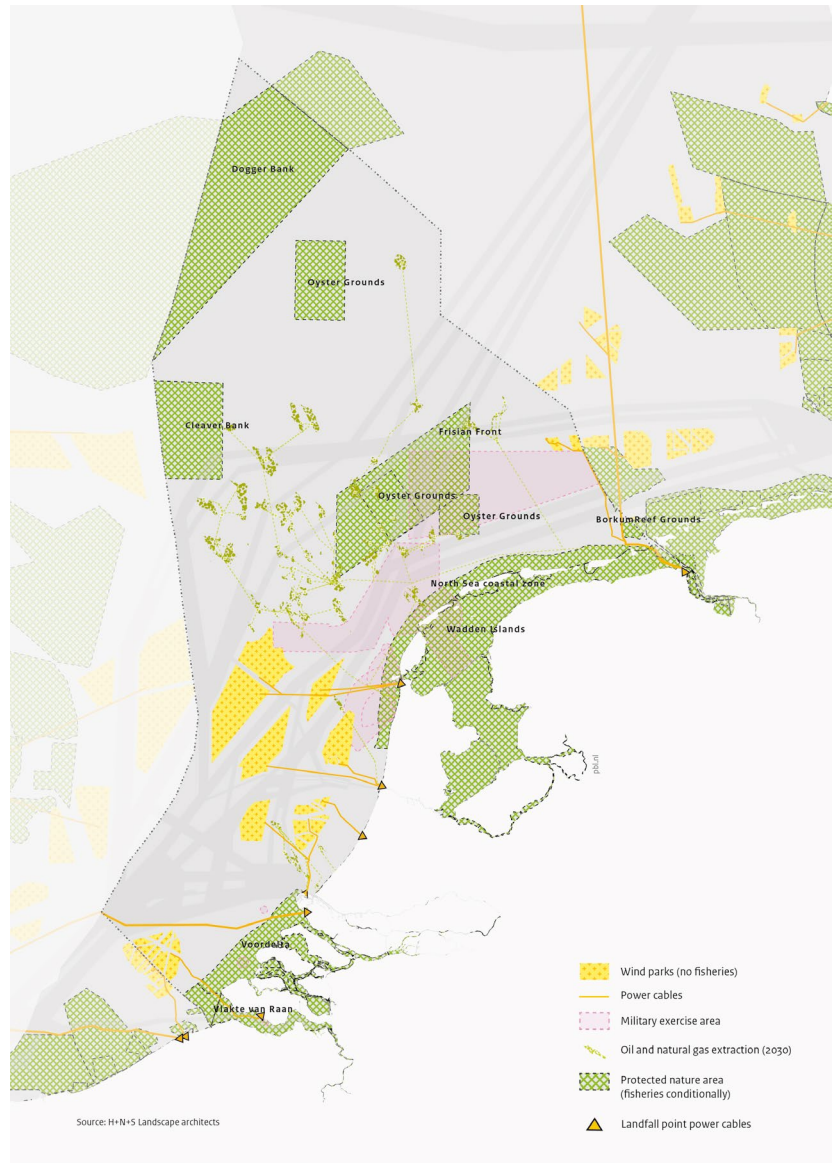 Dogger Bank
Oyster Grounds
Cleaver Bank
Frisian Front
Oyster Grounds
Oyster Grounds
BorkumReef Grounds
North Sea coastal zone
Wadden Islands
pbl.nl
Voordelta
Vlakte van Raan
Wind parks (no fisheries)
Power cables
Military exercise area
Oil and natural gas extraction (2030)
Protected nature area
(fisheries conditionally)
Landfall point power cables
Source: H+N+S Landscape architects